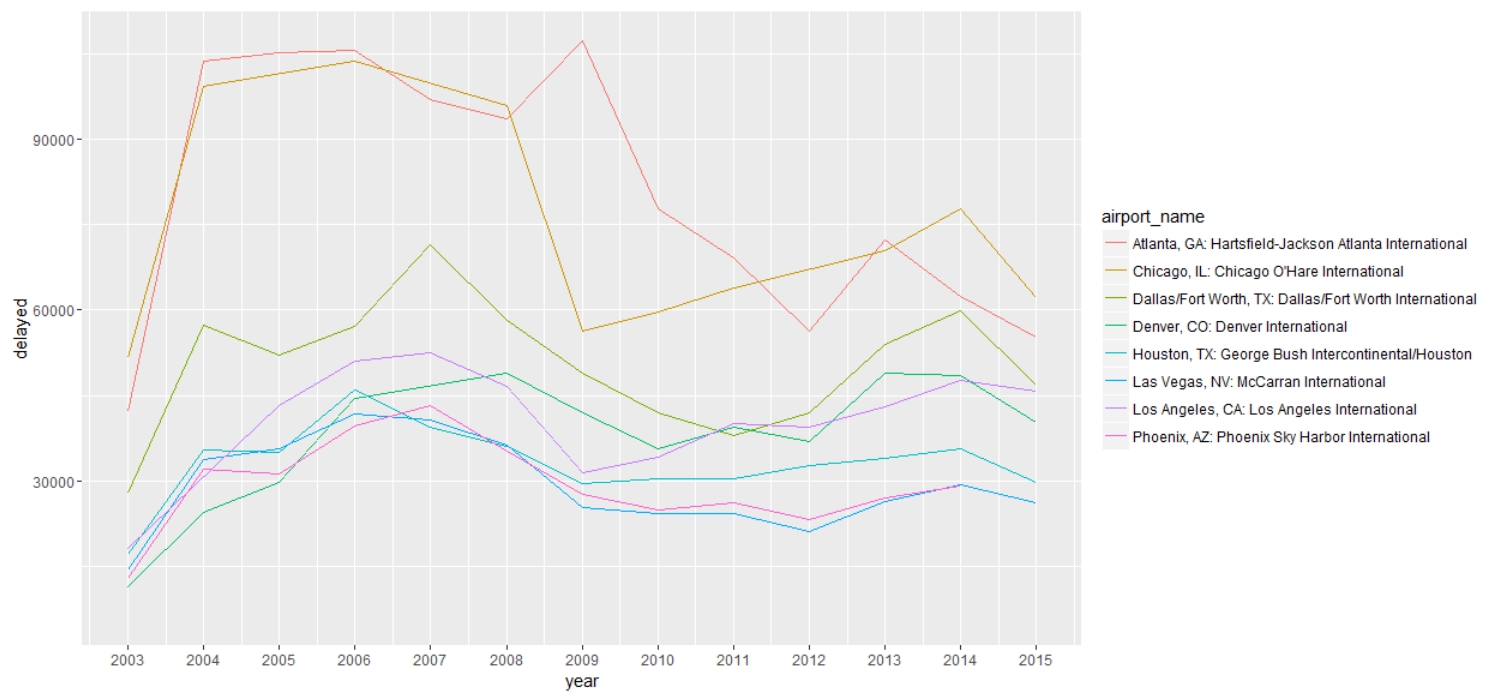 90000
60000
30000
delayed
2003 2004 2005 2006 2007 2008 2009 2010 2011 2012 2013 2014 2015
year
airport_name
Atlanta, GA: Hartsfield-Jackson Atlanta International
Chicago, IL: Chicago O'Hare International
Dallas/Fort Worth, TX: Dallas/Fort Worth International
Denver, CO: Denver International
Houston, TX: George Bush Intercontinental/Houston
Las Vegas, NV: McCarran International
Los Angeles, CA: Los Angeles International
Phoenix, AZ: Phoenix Sky Harbor International